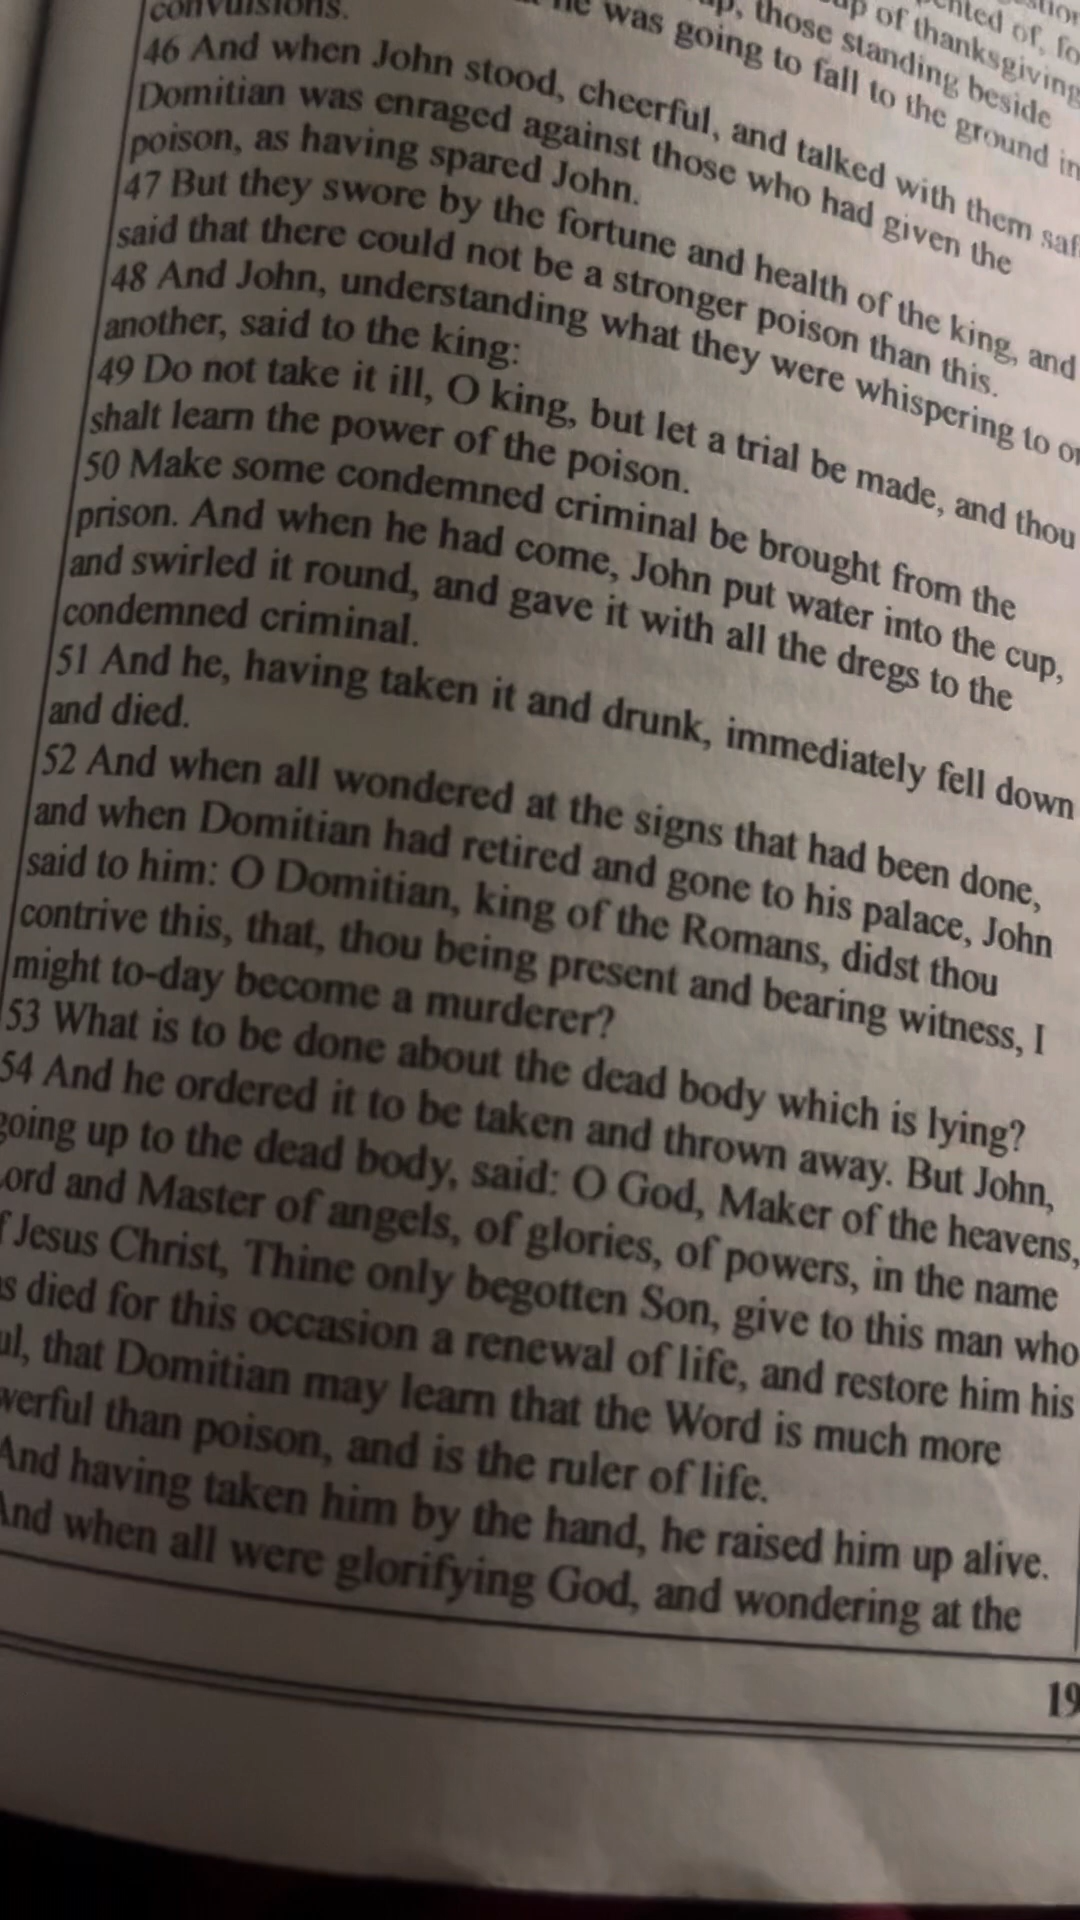 convulsions.
he was going to fall to the ground in
those standing beside
up of thanksgiving
of, fo
46 And when John stood, cheerful, and talked with them saf
Domitian was enraged against those who had given the
poison, as having spared John.
47 But they swore by the fortune and health of the king, and
said that there could not be a stronger poison than this.
48 And John, understanding what they were whispering to
another, said to the king:
49 Do not take it ill, O king, but let a trial be made, and thou
shalt learn the power of the poison.
50 Make some condemned criminal be brought from the
prison. And when he had come, John put water into the cup,
and swirled it round, and gave it with all the dregs to the
condemned criminal.
51 And he, having taken it and drunk, immediately fell down
and died.
52 And when all wondered at the signs that had been done,
and when Domitian had retired and gone to his palace, John
said to him: O Domitian, king of the Romans, didst thou
contrive this, that, thou being present and bearing witness, I
might to-day become a murderer?
53 What is to be done about the dead body which is lying?
54 And he ordered it to be taken and thrown away. But John,
going up to the dead body, said: O God, Maker of the heavens,
Lord and Master of angels, of glories, of powers, in the name
f Jesus Christ, Thine only begotten Son, give to this man who
s died for this occasion a renewal of life, and restore him his
ul, that Domitian may learn that the Word is much more
werful than poison, and is the ruler of life.
And having taken him by the hand, he raised him up alive.
And when all were glorifying God, and wondering at the
19